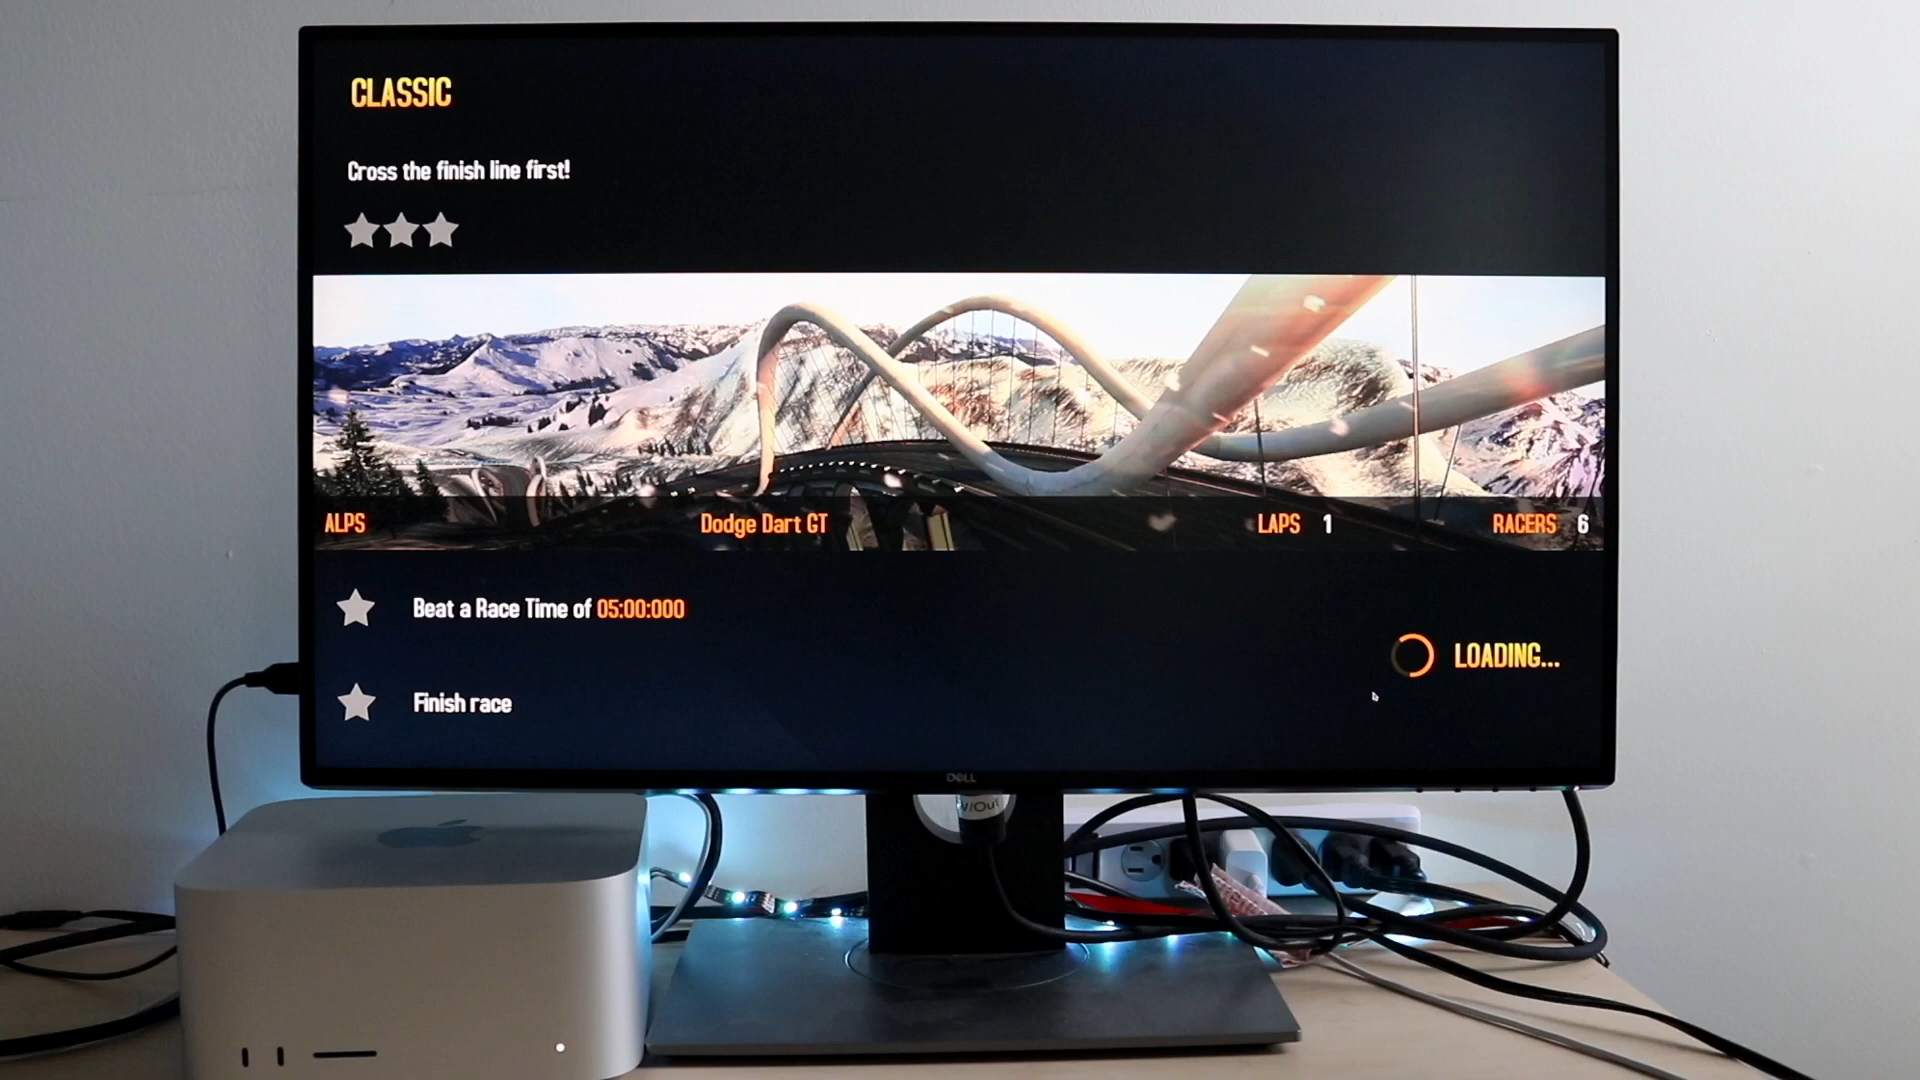 CLASSIC
Cross the finish line first!
ALPS
Dodge Dart GT
LAPS 1
RACERS 6
Beat a Race Time of 05:00:000
LOADING...
Finish race
DELL
V/Out